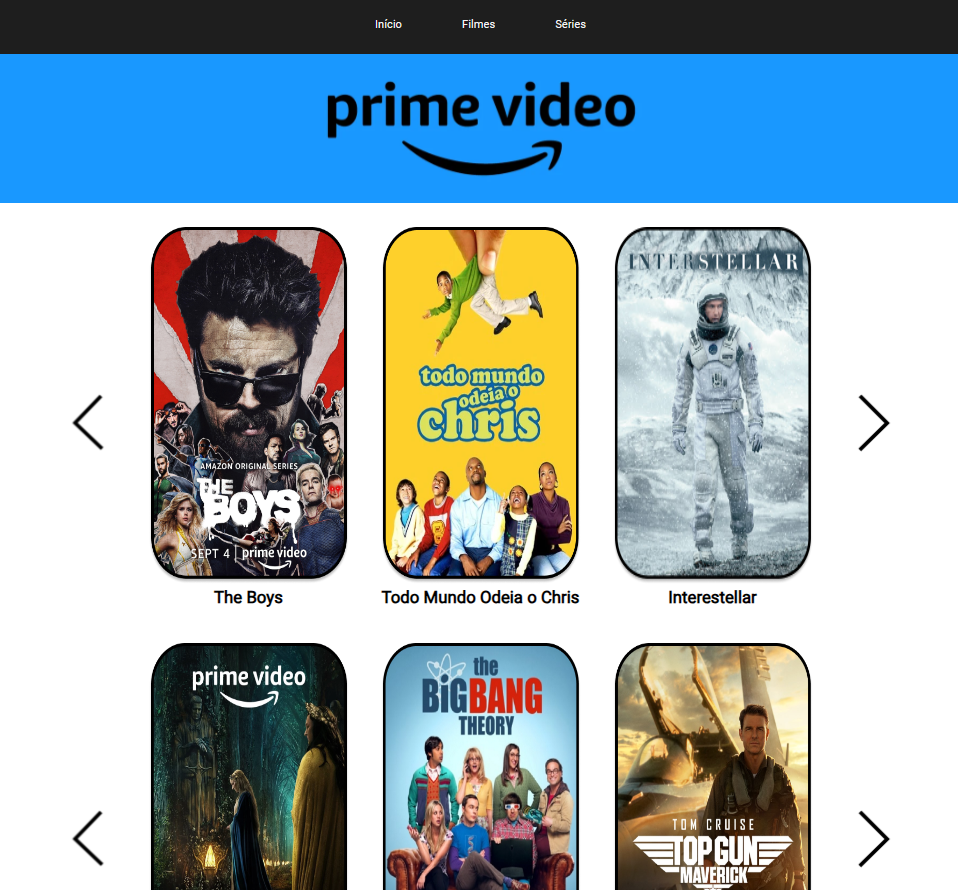 Início Filmes Séries
prime video
AMAZON ORIGINAL SERIES
THE
BOYS
SEPT 4 | prime video
todo mundo
odeia o
chris
INTERSTELLAR
The Boys
Todo Mundo Odeia o Chris
Interestellar
prime video
the
BIG BANG
THEORY
TOM CRUISE
TOP GUN
MAVERICK